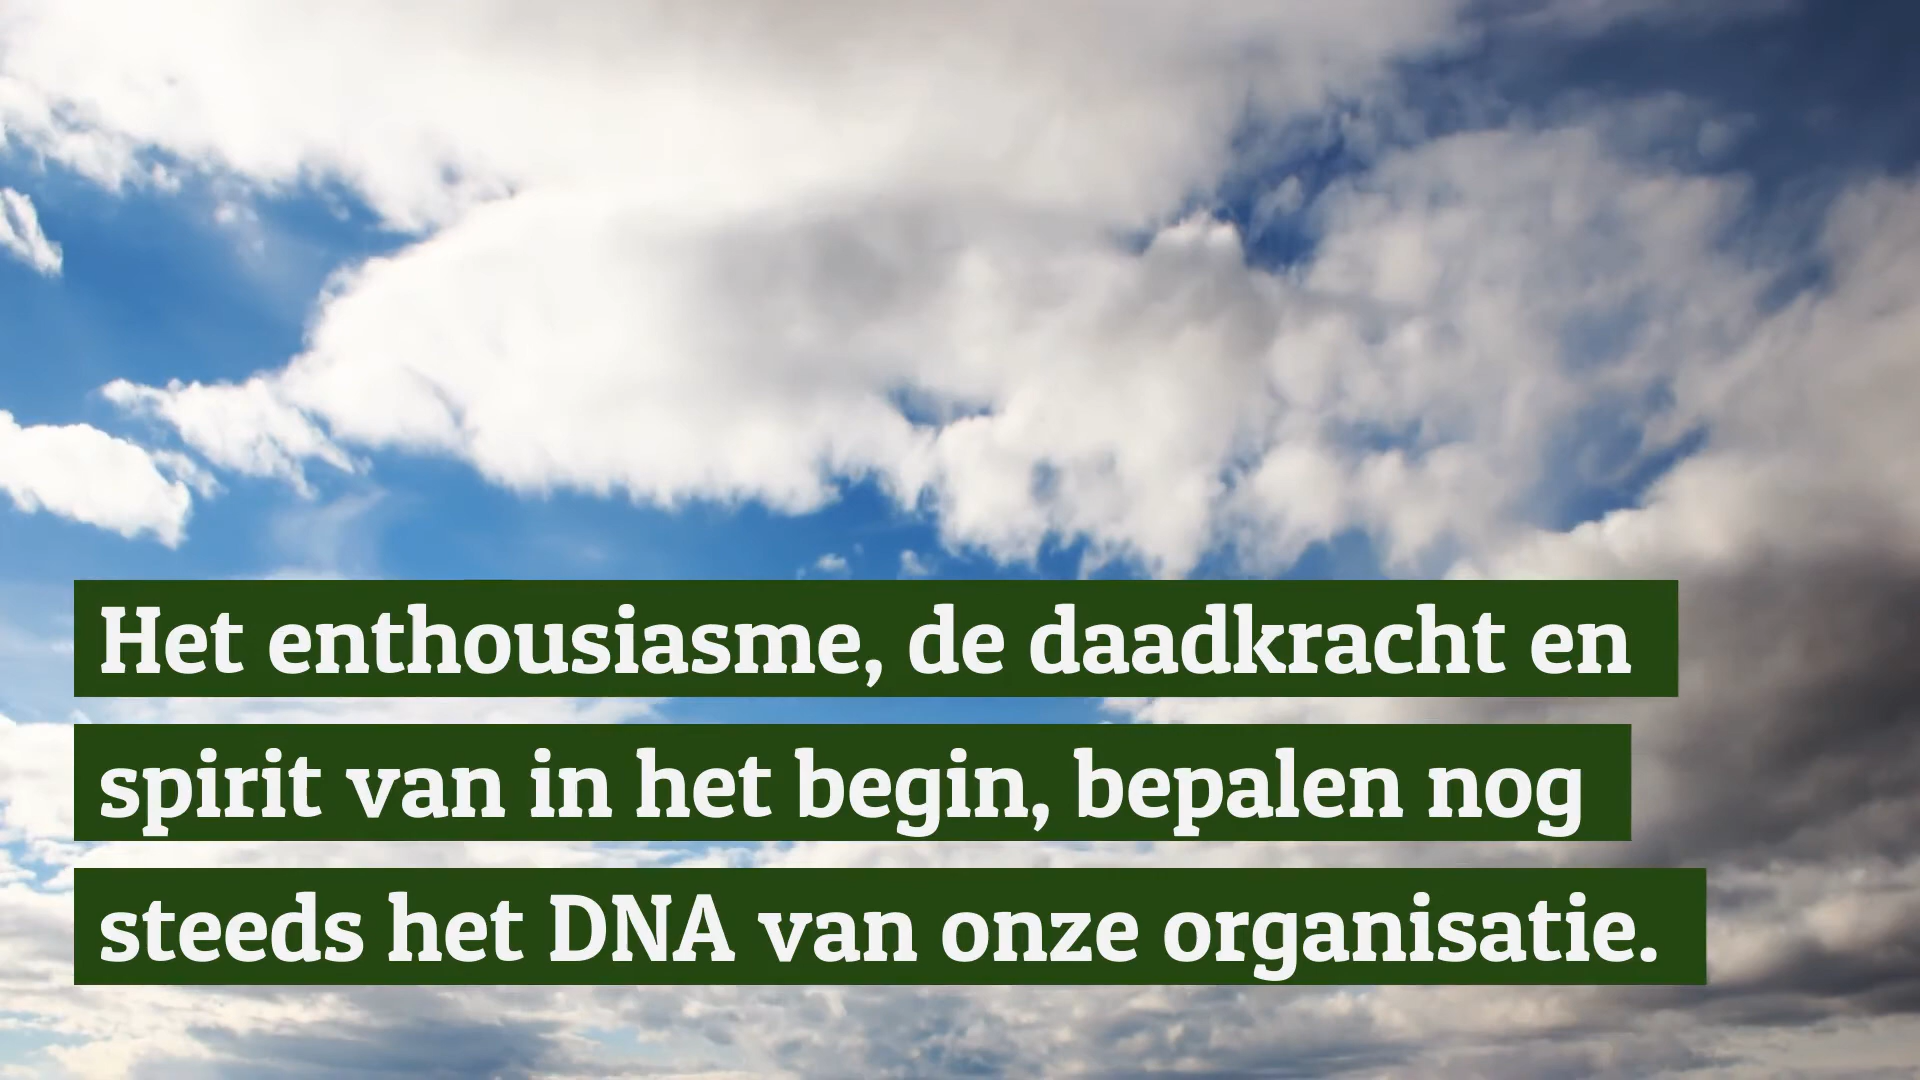 Het enthousiasme, de daadkracht en
spirit van in het begin, bepalen nog
steeds het DNA van onze organisatie.